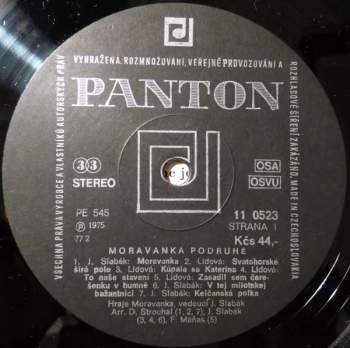 VŠECHNA PRÁVA VÝROBCE A VLASTNÍKŮ AUTORSKÝCH PRÁV
VYHRAŽENA. ROZMNOŽOVÁNÍ, VEŘEJNÉ PROVOZOVÁNÍ A
ROZHLASOVÉ ŠÍŘENÍ ZAKÁZÁNO. MADE IN CZECHOSLOVAKIA
PANTON
33
STEREO
OSA
OSVU
PE 545
Ⓟ 1975
77 2
11 0523
STRANA 1
Kčs 44,-
MORAVANKA PODRUHÉ
1. J. Slabák: Moravanka 2. Lidová: Svatoborské
širé pole 3. Lidová: Kúpala sa Katerina 4. Lidová:
To naše stavení 5. Lidová: Zasadil sem čere-
šenku v humně 6. J. Slabák: V tej milotskej
bažantnici 7. J. Slabák: Kelčanská polka
Hraje Moravanka, vedoucí J. Slabák
Arr. D. Strouhal (1, 2, 7), J. Slabák
(3, 4, 6), F. Maňas (5)